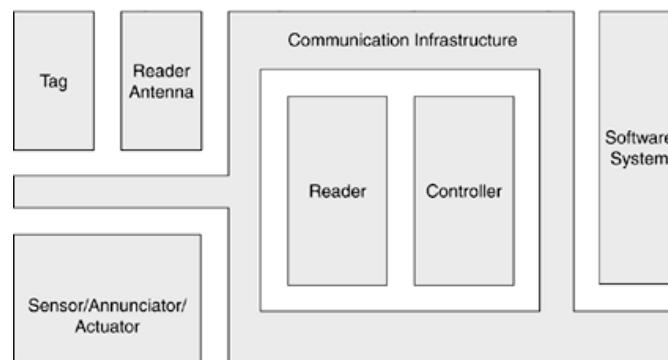 Communication Infrastructure
Tag
Reader
Antenna
Software
System
Reader
Controller
Sensor/Annunciator/
Actuator